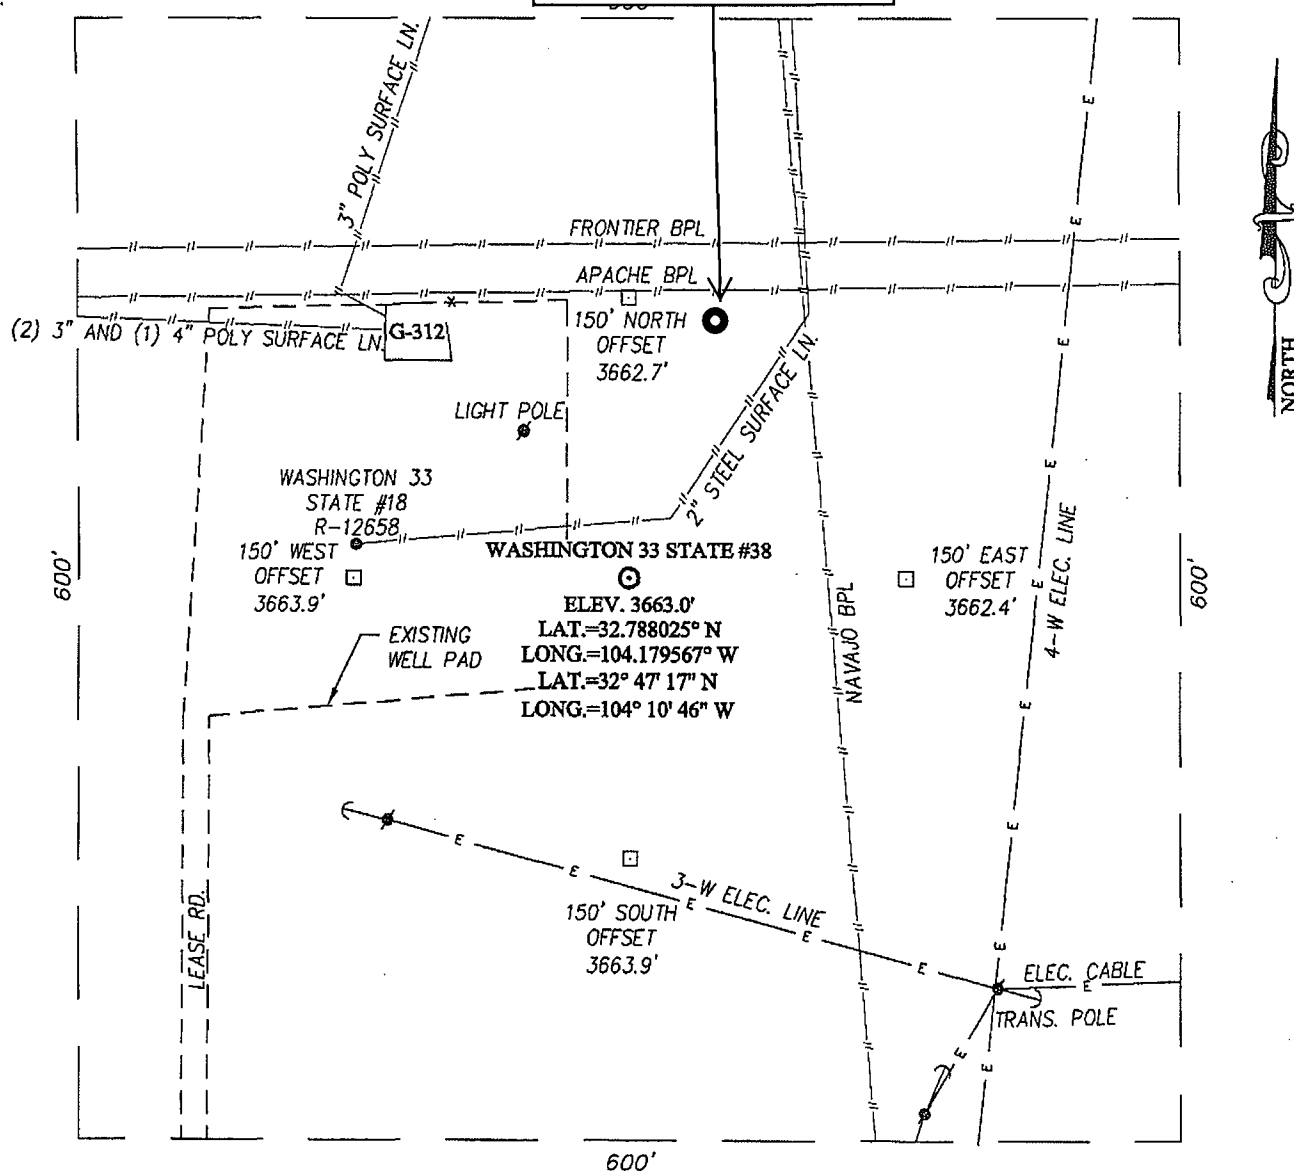 3" POLY SURFACE LN.
FRONTIER BPL
APACHE BPL
(2) 3" AND (1) 4" POLY SURFACE LN.
G-312
150' NORTH
OFFSET
3662.7'
NORTH
LIGHT POLE
2" STEEL SURFACE LN.
WASHINGTON 33
STATE #18
R-12658
150' WEST
OFFSET
3663.9'
WASHINGTON 33 STATE #38
ELEV. 3663.0'
LAT.=32.788025° N
LONG.=104.179567° W
LAT.=32° 47' 17" N
LONG.=104° 10' 46" W
150' EAST
OFFSET
3662.4'
600'
600'
4-W ELEC. LINE
NAVAJO BPL
EXISTING
WELL PAD
E
E
E
E
E
E
E
E
E
E
3-W ELEC. LINE
E
E
E
E
E
150' SOUTH
OFFSET
3663.9'
LEASE RD.
ELEC. CABLE
E
TRANS. POLE
E
600'